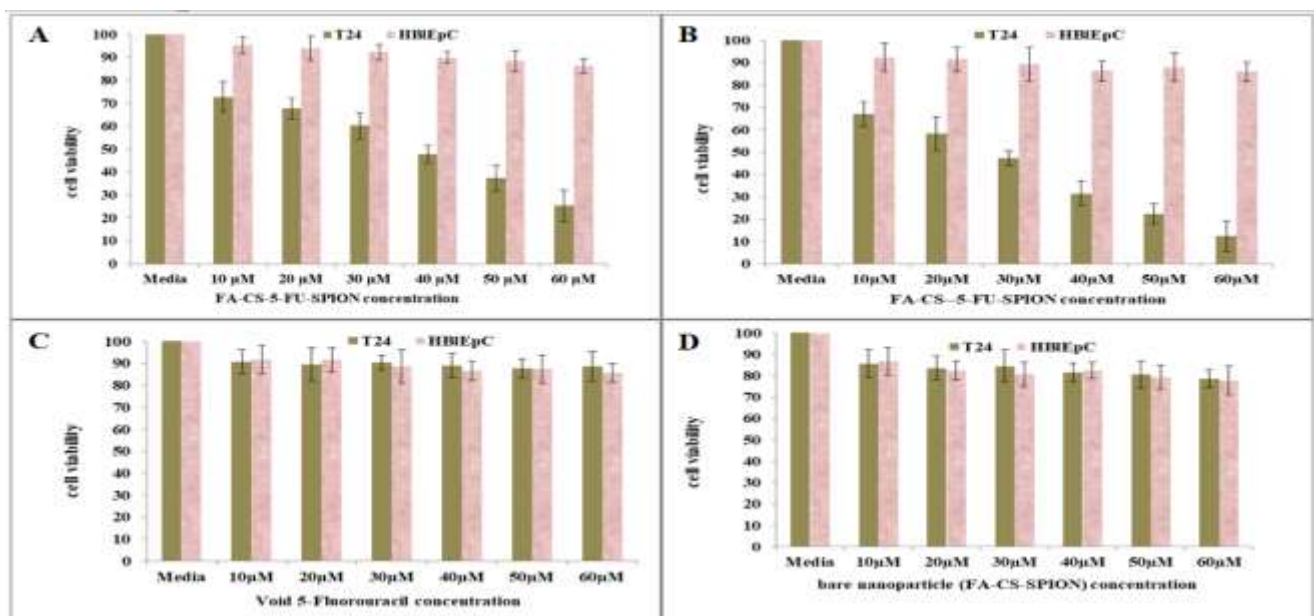 A
T24 HBlEpC
100
90
80
70
60
50
40
30
20
10
0
cell viability
Media 10 µM 20 µM 30 µM 40 µM 50 µM 60 µM
FA-CS-5-FU-SPION concentration
B
T24 HBlEpC
100
90
80
70
60
50
40
30
20
10
0
cell viability
Media 10µM 20µM 30µM 40µM 50µM 60µM
FA-CS--5-FU-SPION concentration
C
T24 HBlEpC
100
90
80
70
60
50
40
30
20
10
0
cell viability
Media 10µM 20µM 30µM 40µM 50µM 60µM
Void 5-Fluorouracil concentration
D
T24 HBlEpC
100
90
80
70
60
50
40
30
20
10
0
cell viability
Media 10µM 20µM 30µM 40µM 50µM 60µM
bare nanoparticle (FA-CS-SPION) concentration